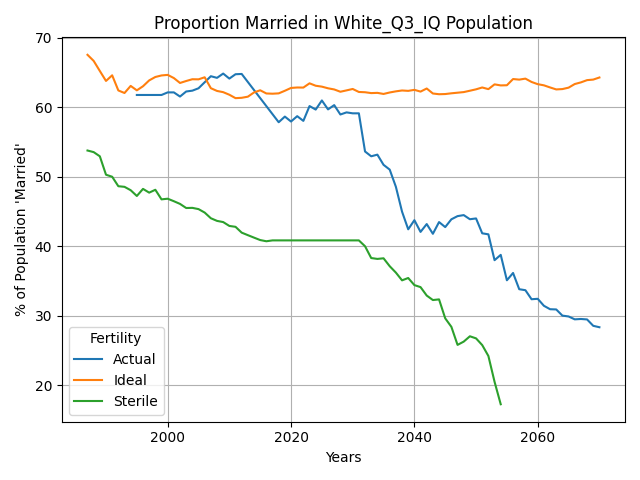 Proportion Married in White_Q3_IQ Population
% of Population 'Married'
70
60
50
40
30
20
Fertility
Actual
Ideal
Sterile
2000 2020 2040 2060
Years